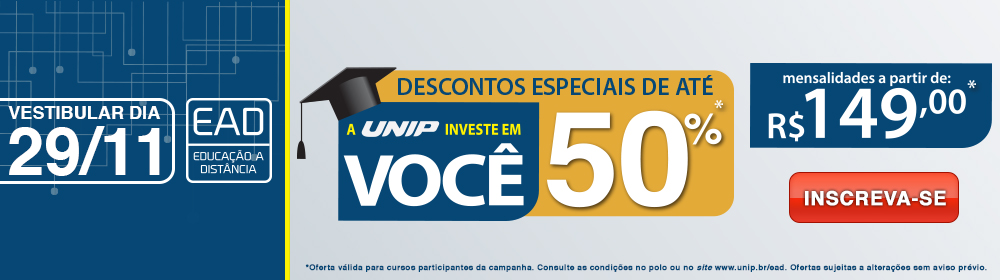 VESTIBULAR DIA
29/11
EAD
EDUCAÇÃO A
DISTÂNCIA
DESCONTOS ESPECIAIS DE ATÉ
A UNIP INVESTE EM
VOCÊ
50%*
mensalidades a partir de:
R$149,00*
INSCREVA-SE
*Oferta válida para cursos participantes da campanha. Consulte as condições no polo ou no site www.unip.br/ead. Ofertas sujeitas a alterações sem aviso prévio.